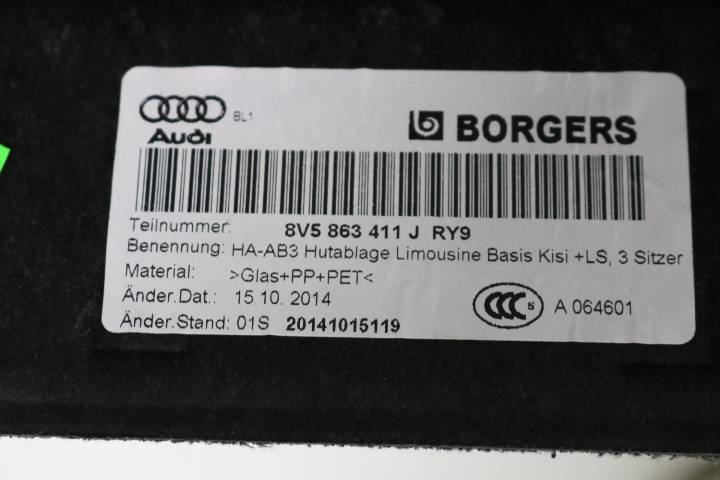 Audi BL1
b BORGERS
Teilnummer: 8V5 863 411 J RY9
Benennung: HA-AB3 Hutablage Limousine Basis Kisi +LS, 3 Sitzer
Material: >Glas+PP+PET<
Änder.Dat.: 15.10. 2014
Änder.Stand: 01S 20141015119
CCC S A 064601